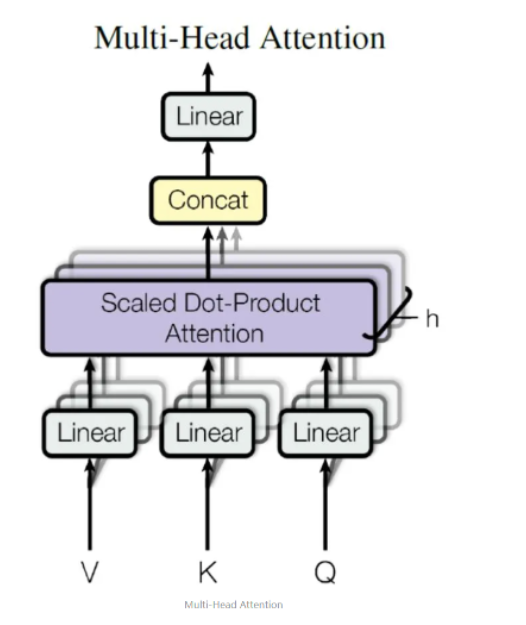 Multi-Head Attention
Linear
Concat
Scaled Dot-Product
Attention
h
Linear Linear Linear
V K Q
Multi-Head Attention